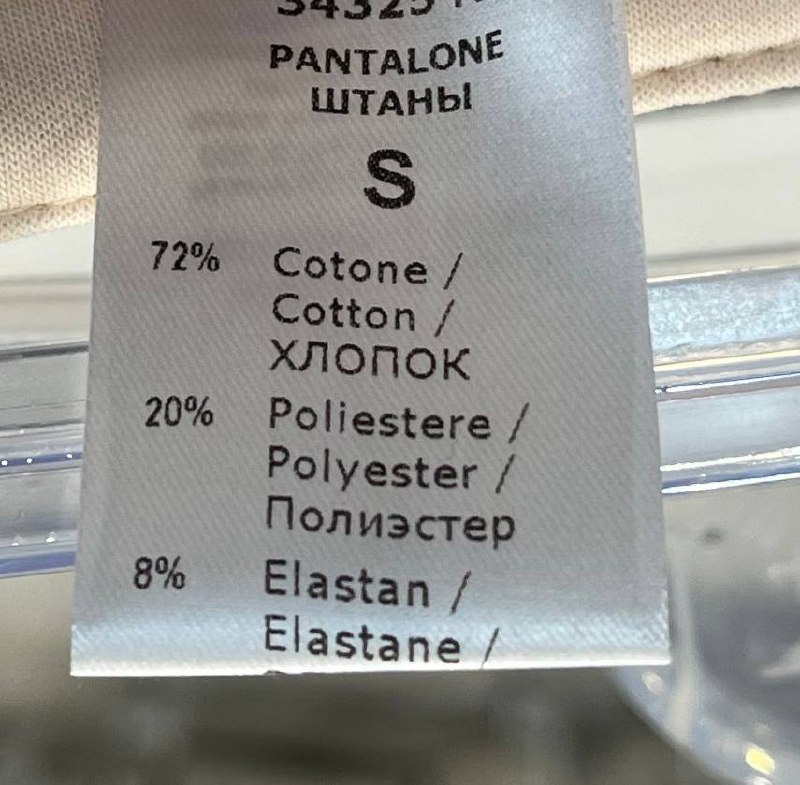 PANTALONE
ШТАНЫ
S
72% Cotone /
Cotton /
ХЛОПОК
20% Poliestere /
Polyester /
Полиэстер
8% Elastan /
Elastane /